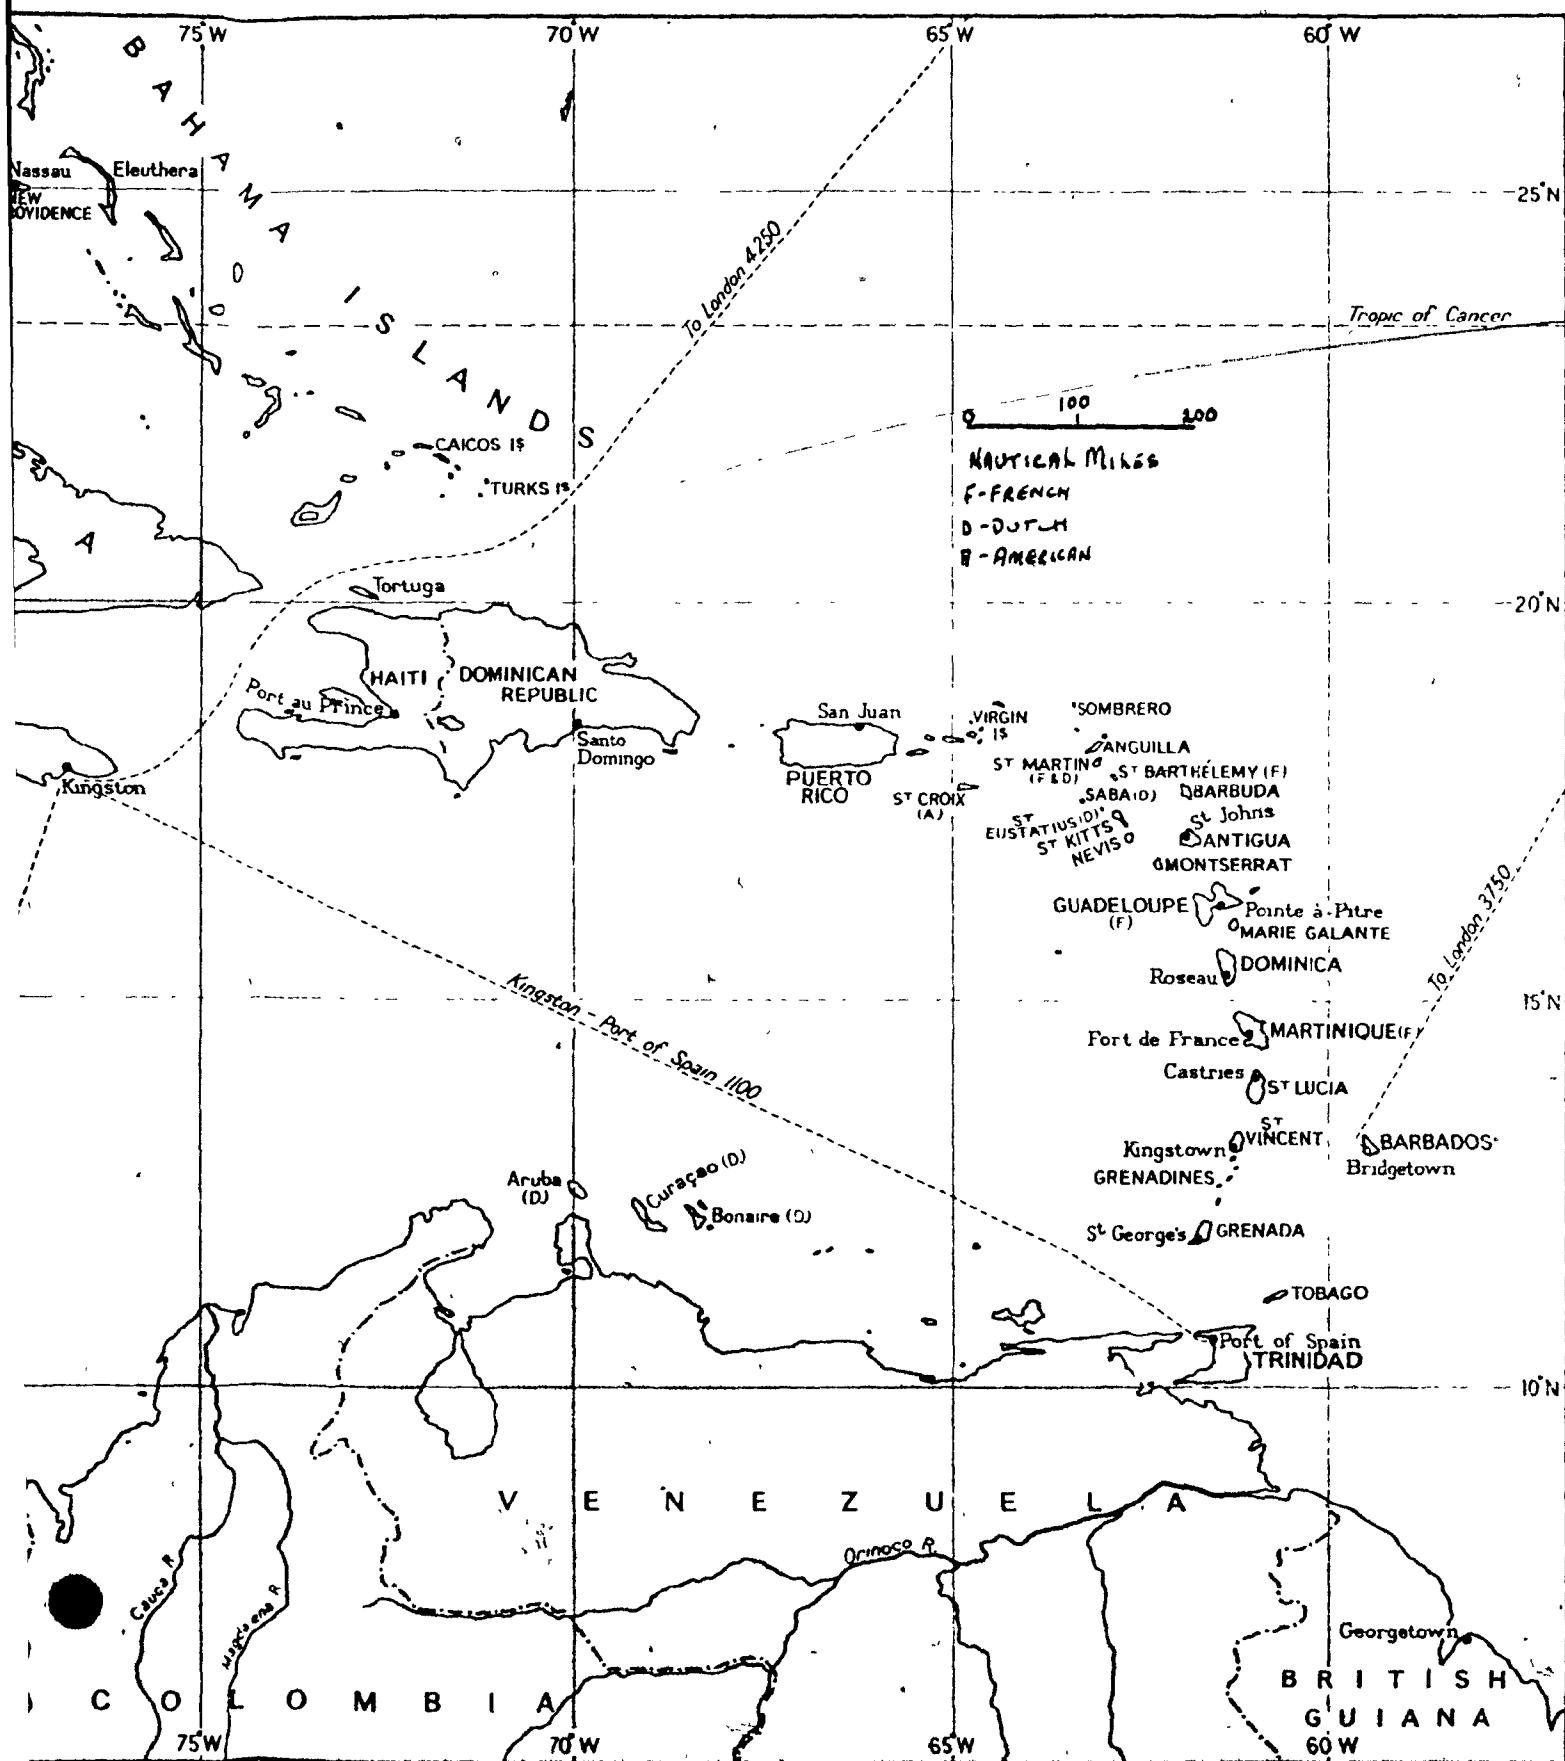 75°W 70°W 65°W 60°W
BAHAMA ISLANDS
Nassau
Eleuthera
25°N
To London 4250
Tropic of Cancer
0 100 200
NAUTICAL MILES
F-FRENCH
D-DUTCH
A-AMERICAN
CAICOS IS
TURKS IS
A
Tortuga
20°N
HAITI
DOMINICAN
REPUBLIC
Port au Prince
Santo
Domingo
Kingston
San Juan
PUERTO
RICO
VIRGIN
IS
SOMBRERO
ANGUILLA
ST MARTIN
(F&D)
ST BARTHÉLEMY (F)
ST CROIX
(A)
SABA(D)
BARBUDA
ST
EUSTATIUS(D)
ST KITTS
NEVIS
St Johns
ANTIGUA
MONTSERRAT
GUADELOUPE
(F)
Pointe à-Pitre
MARIE GALANTE
To London 3750
Roseau
DOMINICA
15°N
Kingston - Port of Spain 1100
Fort de France
MARTINIQUE(F)
Castries
ST LUCIA
Kingstown
ST
VINCENT
BARBADOS
Bridgetown
GRENADINES
Aruba
(D)
Curaçao (D)
Bonaire (D)
St George's
GRENADA
TOBAGO
Port of Spain
TRINIDAD
10°N
VENEZUELA
Orinoco R.
Cauca R
Magdalena R
Georgetown
BRITISH
GUIANA
COLOMBIA
75°W 70°W 65°W 60°W